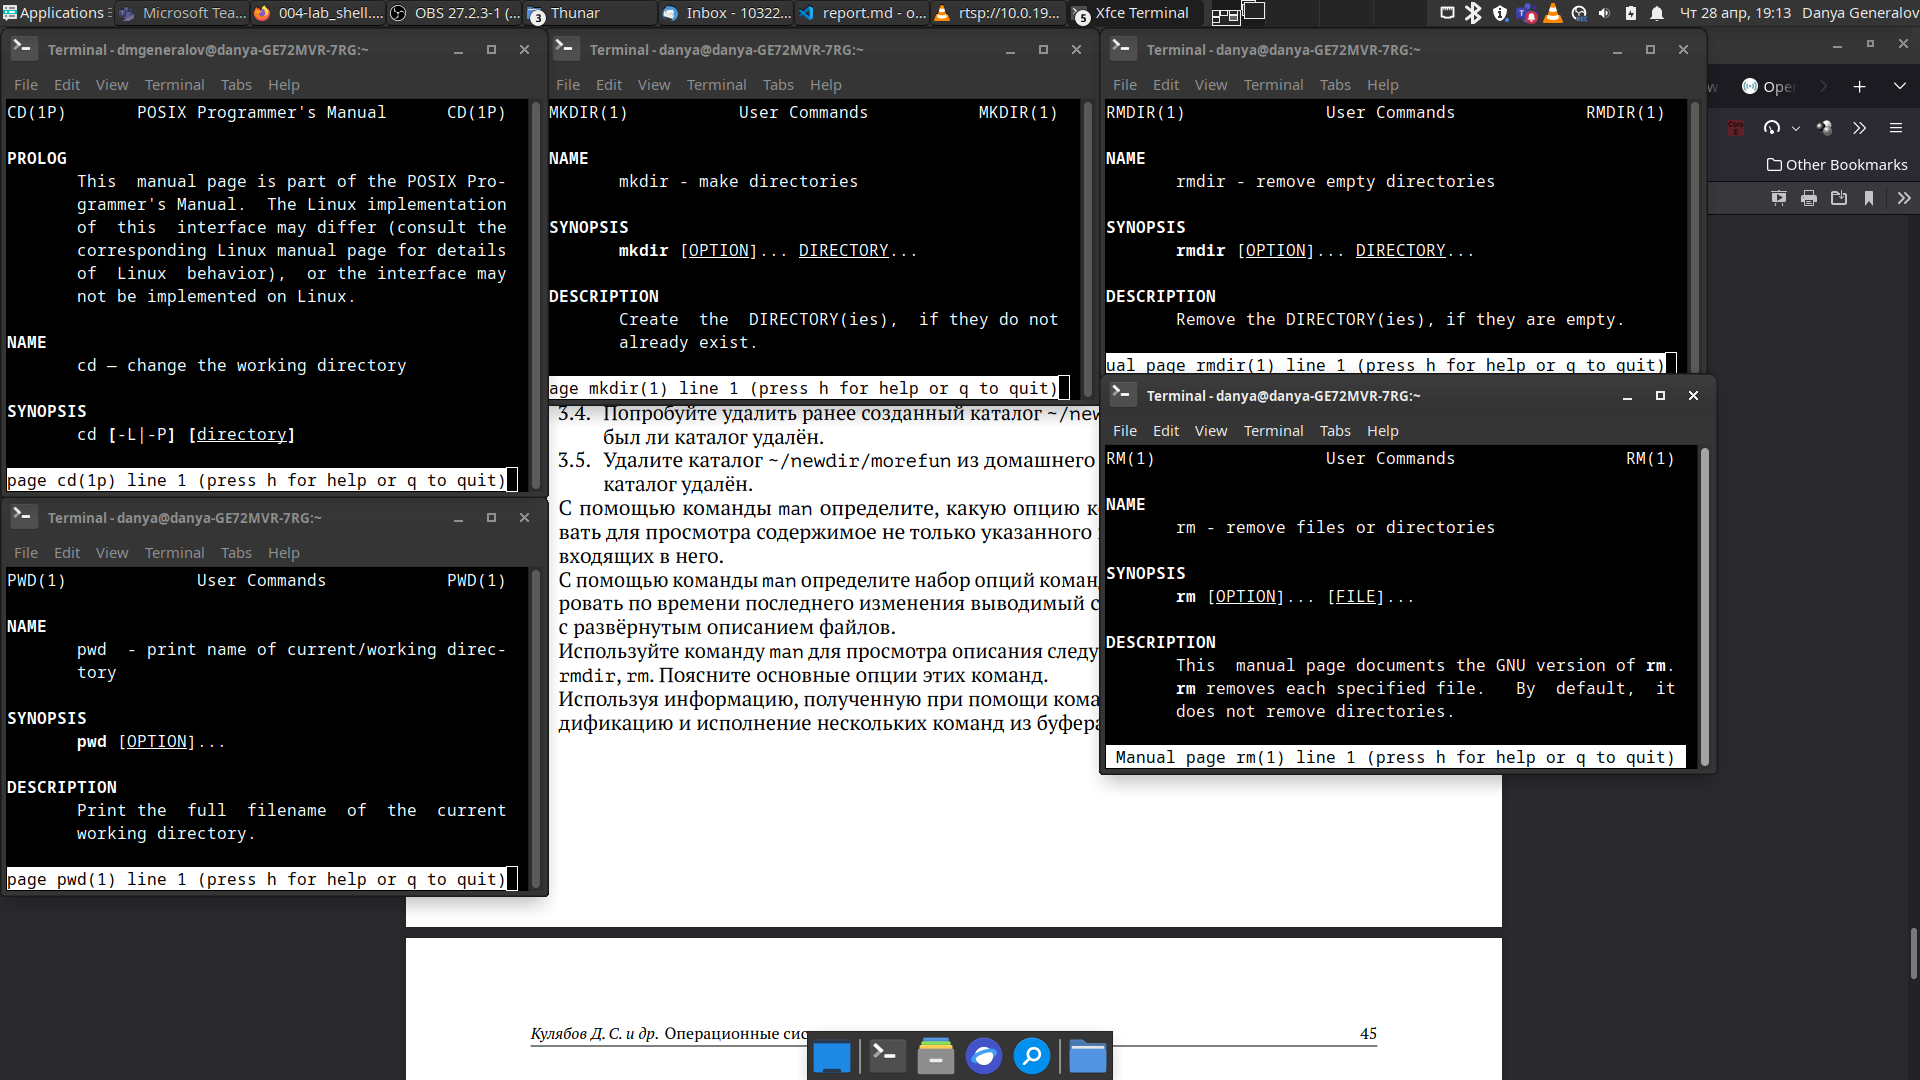 Applications
Microsoft Tea...
004-lab_shell....
OBS 27.2.3-1 (...
3
Thunar
Inbox - 10322...
report.md - o...
rtsp://10.0.19...
5
Xfce Terminal
Чт 28 апр, 19:13
Danya Generalov
Terminal - dmgeneralov@danya-GE72MVR-7RG:~
File Edit View Terminal Tabs Help
CD(1P) POSIX Programmer's Manual CD(1P)
PROLOG
This manual page is part of the POSIX Pro-
grammer's Manual. The Linux implementation
of this interface may differ (consult the
corresponding Linux manual page for details
of Linux behavior), or the interface may
not be implemented on Linux.
NAME
cd — change the working directory
SYNOPSIS
cd [-L|-P] [directory]
page cd(1p) line 1 (press h for help or q to quit)
Terminal - danya@danya-GE72MVR-7RG:~
File Edit View Terminal Tabs Help
MKDIR(1) User Commands MKDIR(1)
NAME
mkdir - make directories
SYNOPSIS
mkdir [OPTION]... DIRECTORY...
DESCRIPTION
Create the DIRECTORY(ies), if they do not
already exist.
age mkdir(1) line 1 (press h for help or q to quit)
Terminal - danya@danya-GE72MVR-7RG:~
File Edit View Terminal Tabs Help
RMDIR(1) User Commands RMDIR(1)
NAME
rmdir - remove empty directories
SYNOPSIS
rmdir [OPTION]... DIRECTORY...
DESCRIPTION
Remove the DIRECTORY(ies), if they are empty.
ual page rmdir(1) line 1 (press h for help or q to quit)
Ope
Other Bookmarks
Terminal - danya@danya-GE72MVR-7RG:~
File Edit View Terminal Tabs Help
PWD(1) User Commands PWD(1)
NAME
pwd - print name of current/working direc-
tory
SYNOPSIS
pwd [OPTION]...
DESCRIPTION
Print the full filename of the current
working directory.
page pwd(1) line 1 (press h for help or q to quit)
Terminal - danya@danya-GE72MVR-7RG:~
File Edit View Terminal Tabs Help
RM(1) User Commands RM(1)
NAME
rm - remove files or directories
SYNOPSIS
rm [OPTION]... [FILE]...
DESCRIPTION
This manual page documents the GNU version of rm.
rm removes each specified file. By default, it
does not remove directories.
Manual page rm(1) line 1 (press h for help or q to quit)
3.4. Попробуйте удалить ранее созданный каталог ~/new
был ли каталог удалён.
3.5. Удалите каталог ~/newdir/morefun из домашнего
каталог удалён.
С помощью команды man определите, какую опцию к
вать для просмотра содержимое не только указанного
входящих в него.
С помощью команды man определите набор опций коман
ровать по времени последнего изменения выводимый с
с развёрнутым описанием файлов.
Используйте команду man для просмотра описания следу
rmdir, rm. Поясните основные опции этих команд.
Используя информацию, полученную при помощи кома
дификацию и исполнение нескольких команд из буфера
Кулябов Д. С. и др. Операционные сис
45